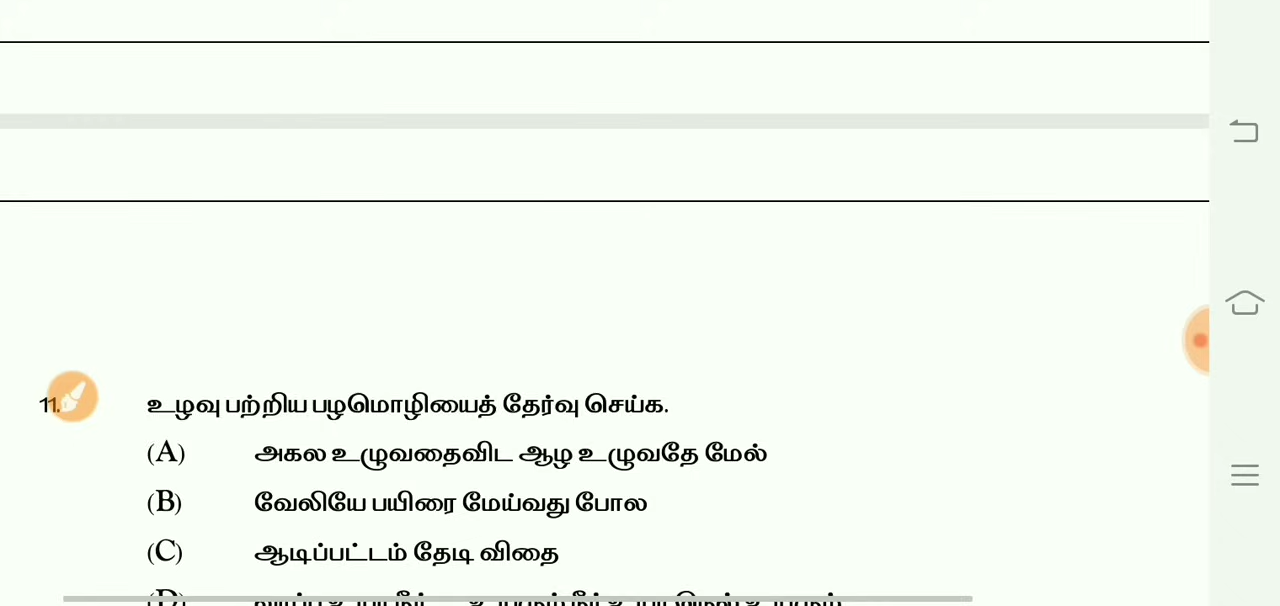 11. உழவு பற்றிய பழமொழியைத் தேர்வு செய்க.
(A) அகல உழுவதைவிட ஆழ உழுவதே மேல்
(B) வேலியே பயிரை மேய்வது போல
(C) ஆடிப்பட்டம் தேடி விதை
(D)